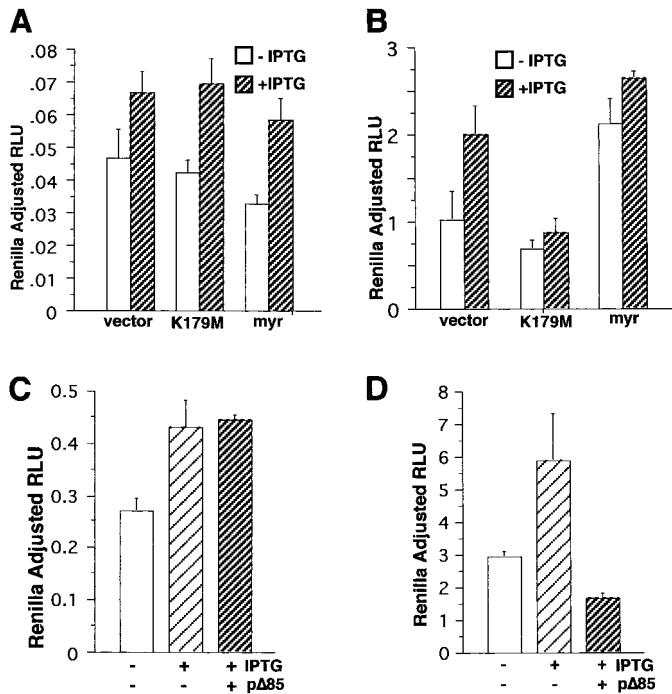 A
.08
.07
.06
.05
.04
.03
.02
.01
0
Renilla Adjusted RLU
- IPTG
+IPTG
vector K179M myr
B
3
2
1
0
Renilla Adjusted RLU
- IPTG
+IPTG
vector K179M myr
C
0.5
0.4
0.3
0.2
0.1
Renilla Adjusted RLU
- + + IPTG
- - + pΔ85
D
8
7
6
5
4
3
2
1
0
Renilla Adjusted RLU
- + + IPTG
- - + pΔ85